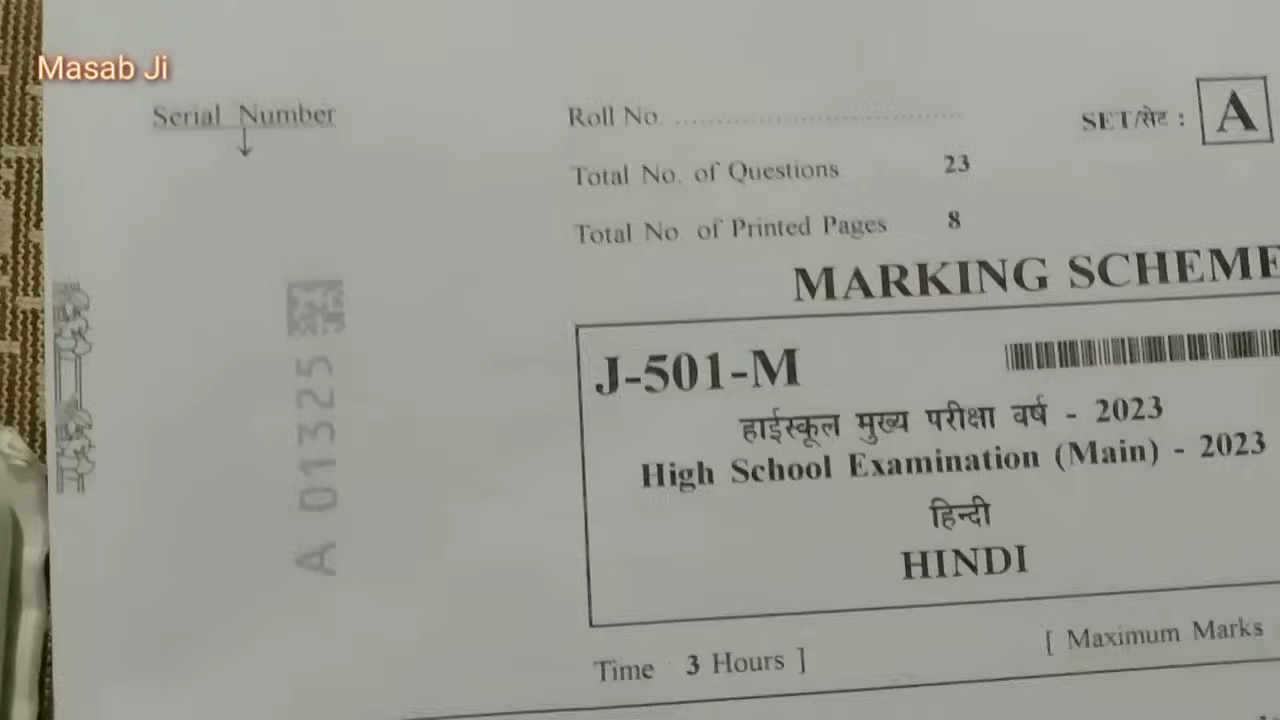 Masab Ji
Serial Number
↓
A 01325
Roll No. ........................................
SET/सेट : A
Total No. of Questions 23
Total No of Printed Pages 8
MARKING SCHEME
J-501-M
हाईस्कूल मुख्य परीक्षा वर्ष - 2023
High School Examination (Main) - 2023
हिन्दी
HINDI
Time 3 Hours ]
[ Maximum Marks